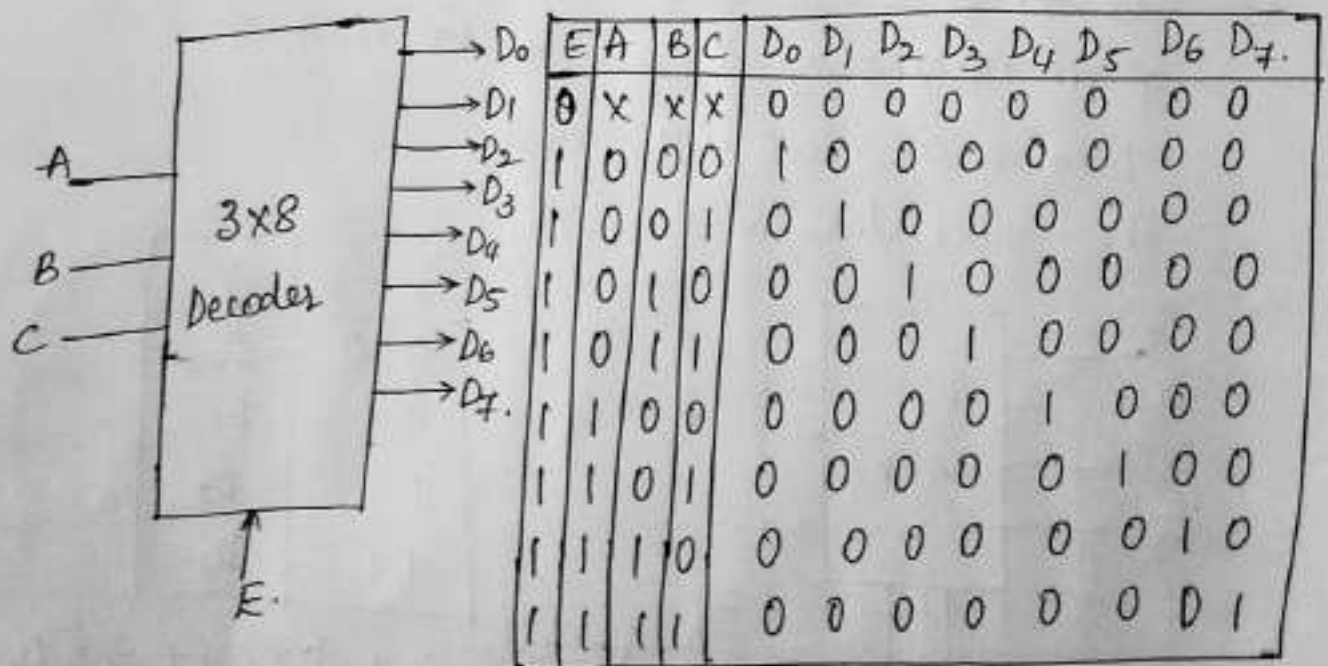 A
B
C
3x8
Decoder
E.
D0
D1
D2
D3
D4
D5
D6
D7.
E A B C D0 D1 D2 D3 D4 D5 D6 D7.
0 x x x 0 0 0 0 0 0 0 0
1 0 0 0 1 0 0 0 0 0 0 0
1 0 0 1 0 1 0 0 0 0 0 0
1 0 1 0 0 0 1 0 0 0 0 0
1 0 1 1 0 0 0 1 0 0 0 0
1 1 0 0 0 0 0 0 1 0 0 0
1 1 0 1 0 0 0 0 0 1 0 0
1 1 1 0 0 0 0 0 0 0 1 0
1 1 1 1 0 0 0 0 0 0 0 1